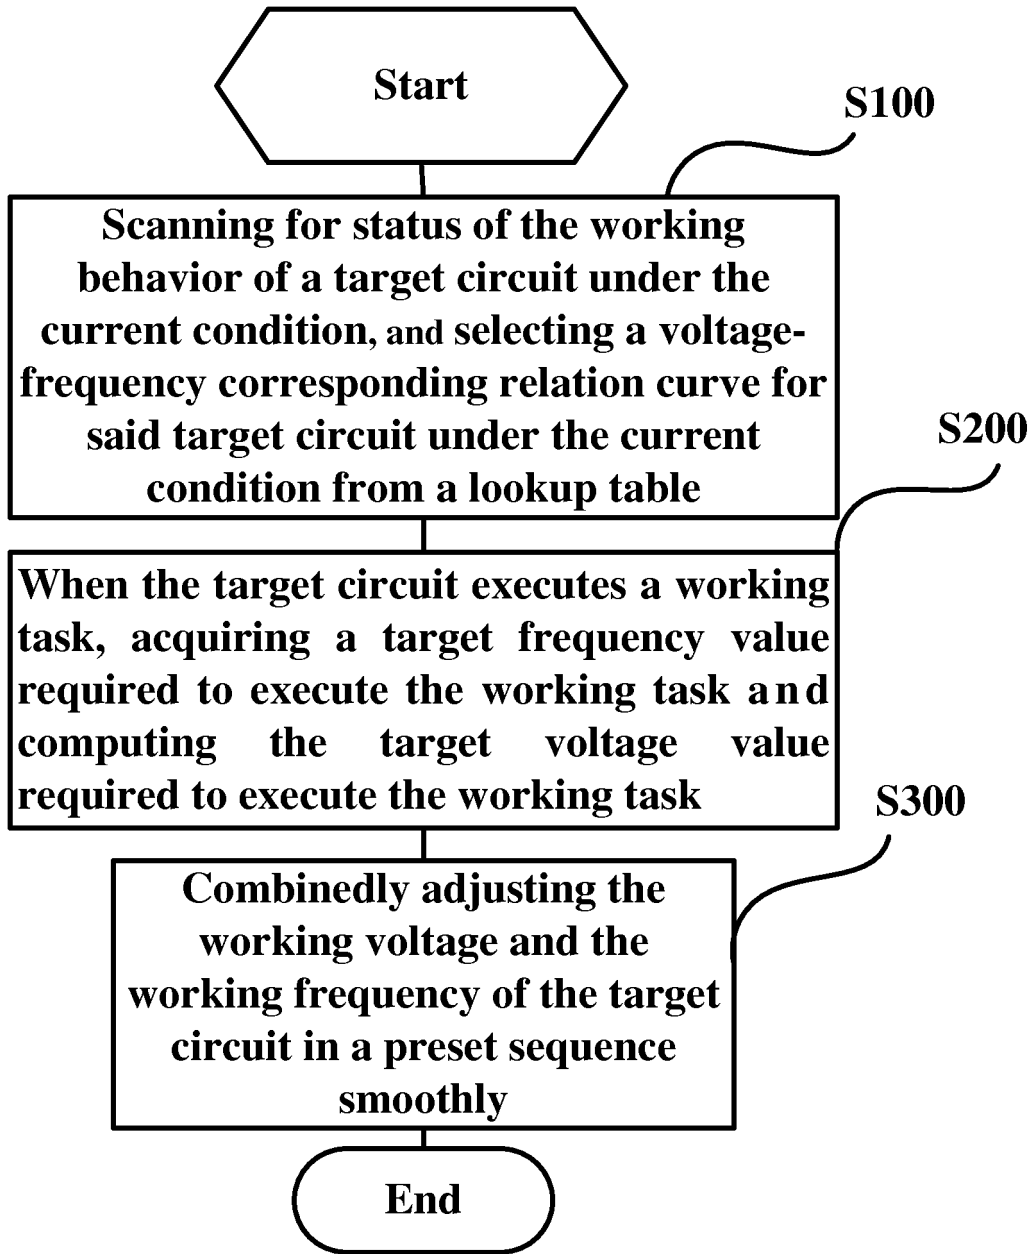 Start
S100
Scanning for status of the working
behavior of a target circuit under the
current condition, and selecting a voltage-
frequency corresponding relation curve for
said target circuit under the current
condition from a lookup table
S200
When the target circuit executes a working
task, acquiring a target frequency value
required to execute the working task and
computing the target voltage value
required to execute the working task
S300
Combinedly adjusting the
working voltage and the
working frequency of the target
circuit in a preset sequence
smoothly
End